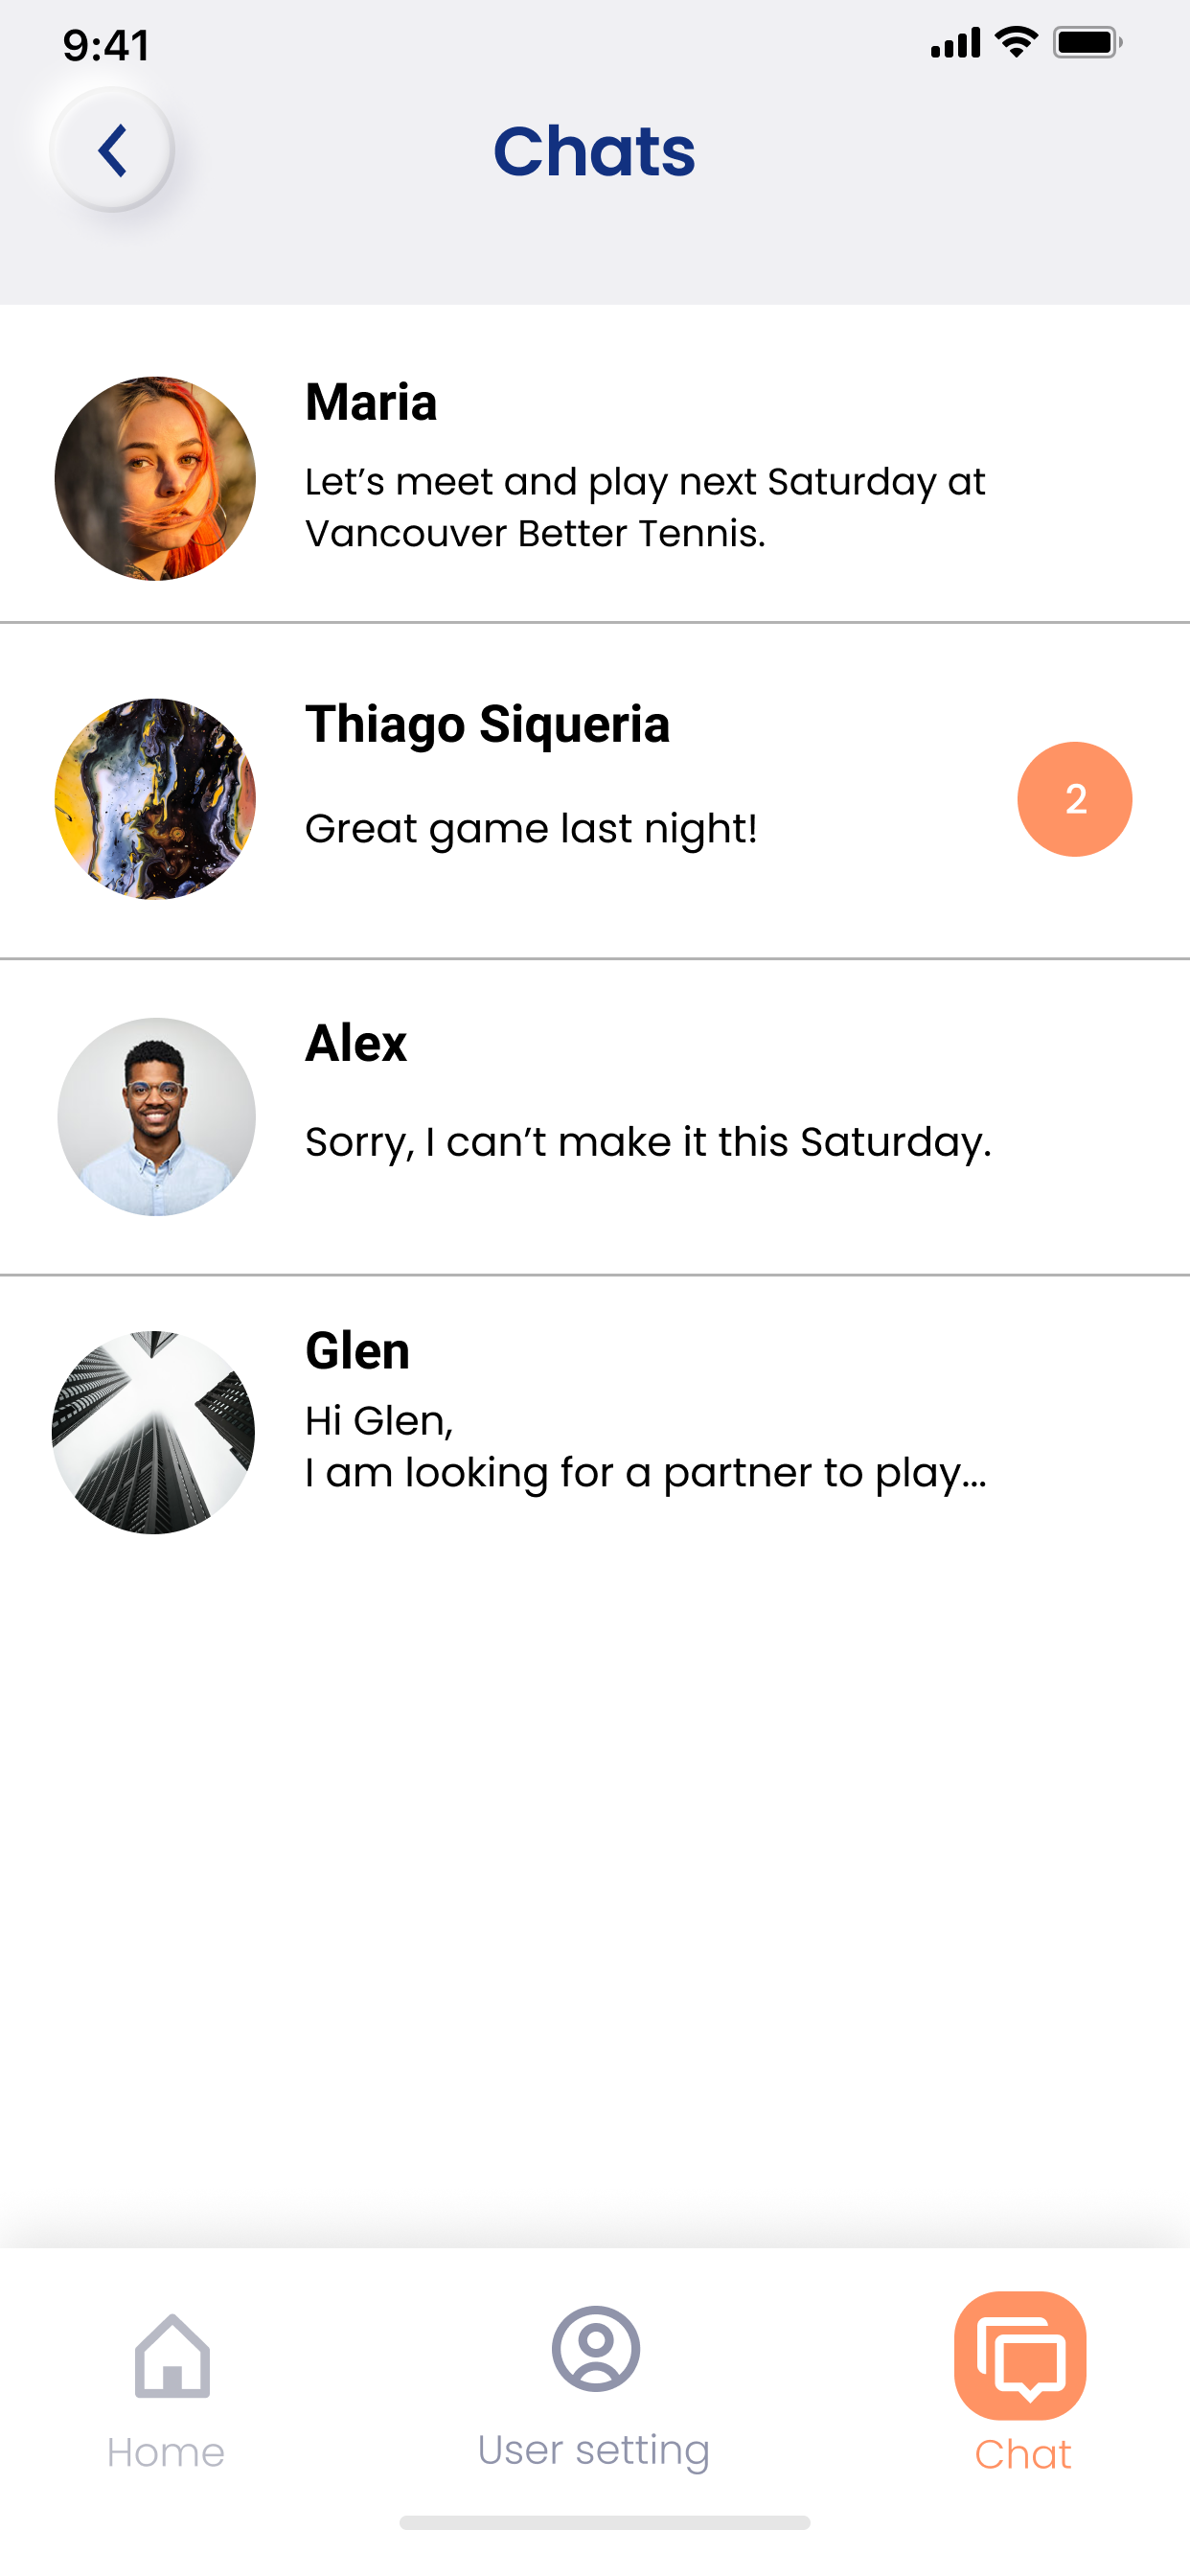 9:41
Chats
Maria
Let’s meet and play next Saturday at
Vancouver Better Tennis.
Thiago Siqueria
Great game last night!
2
Alex
Sorry, I can’t make it this Saturday.
Glen
Hi Glen,
I am looking for a partner to play...
Home
User setting
Chat